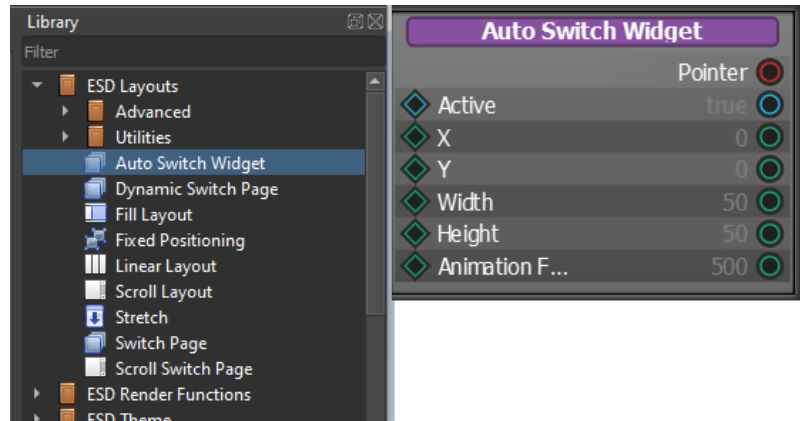 Library
Filter
ESD Layouts
Advanced
Utilities
Auto Switch Widget
Dynamic Switch Page
Fill Layout
Fixed Positioning
Linear Layout
Scroll Layout
Stretch
Switch Page
Scroll Switch Page
ESD Render Functions
ESD Theme
Auto Switch Widget
Pointer
Active true
X 0
Y 0
Width 50
Height 50
Animation F... 500